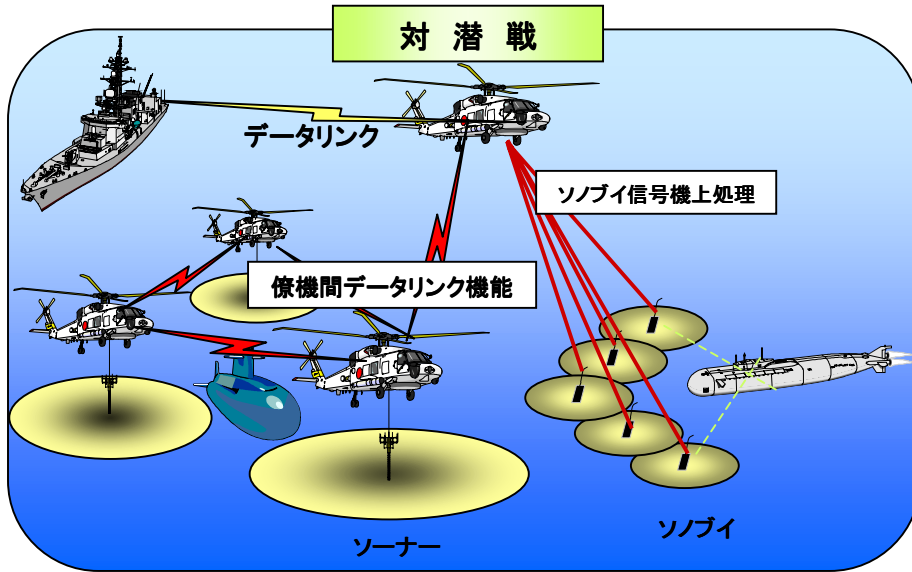 対 潜 戦
データリンク
ソノブイ信号機上処理
僚機間データリンク機能
ソノブイ
ソーナー